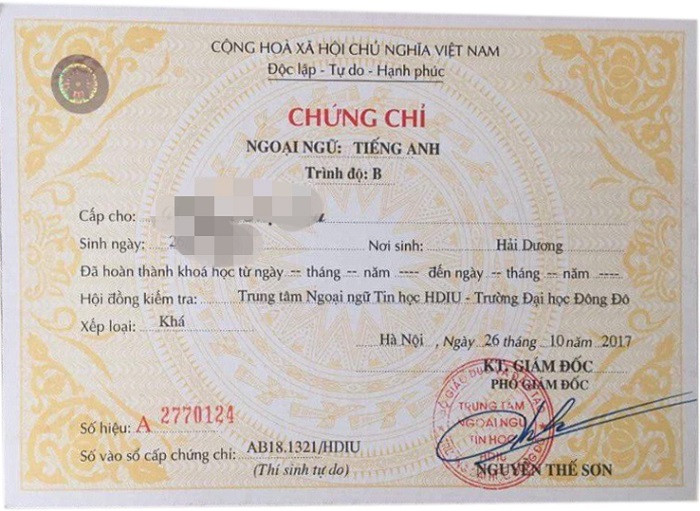 CỘNG HOÀ XÃ HỘI CHỦ NGHĨA VIỆT NAM
Độc lập - Tự do - Hạnh phúc
CHỨNG CHỈ
NGOẠI NGỮ: TIẾNG ANH
Trình độ: B
Cấp cho:
Sinh ngày: Nơi sinh: Hải Dương
Đã hoàn thành khoá học từ ngày -- tháng -- năm ---- đến ngày -- tháng -- năm ----
Hội đồng kiểm tra: Trung tâm Ngoại ngữ Tin học HDIU - Trường Đại học Đông Đô
Xếp loại: Khá
Hà Nội , Ngày 26 tháng 10 năm 2017
KT. GIÁM ĐỐC
PHÓ GIÁM ĐỐC
TRUNG TÂM
NGOẠI NGỮ
TIN HỌC
HDIU
Số hiệu: A 2770124
Số vào sổ cấp chứng chỉ: AB18.1321/HDIU
(Thí sinh tự do)
NGUYỄN THẾ SƠN